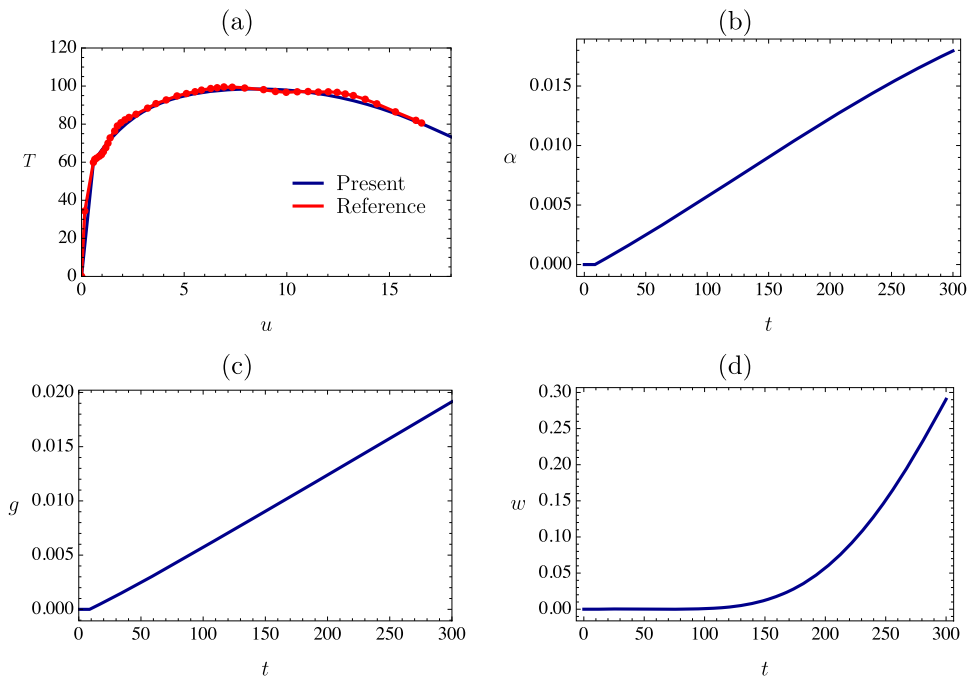 (a)
120
100
80
60
40
20
0
T
Present
Reference
0 5 10 15
u
(b)
0.015
0.010
0.005
0.000
α
0 50 100 150 200 250 300
t
(c)
0.020
0.015
0.010
0.005
0.000
g
0 50 100 150 200 250 300
t
(d)
0.30
0.25
0.20
0.15
0.10
0.05
0.00
w
0 50 100 150 200 250 300
t